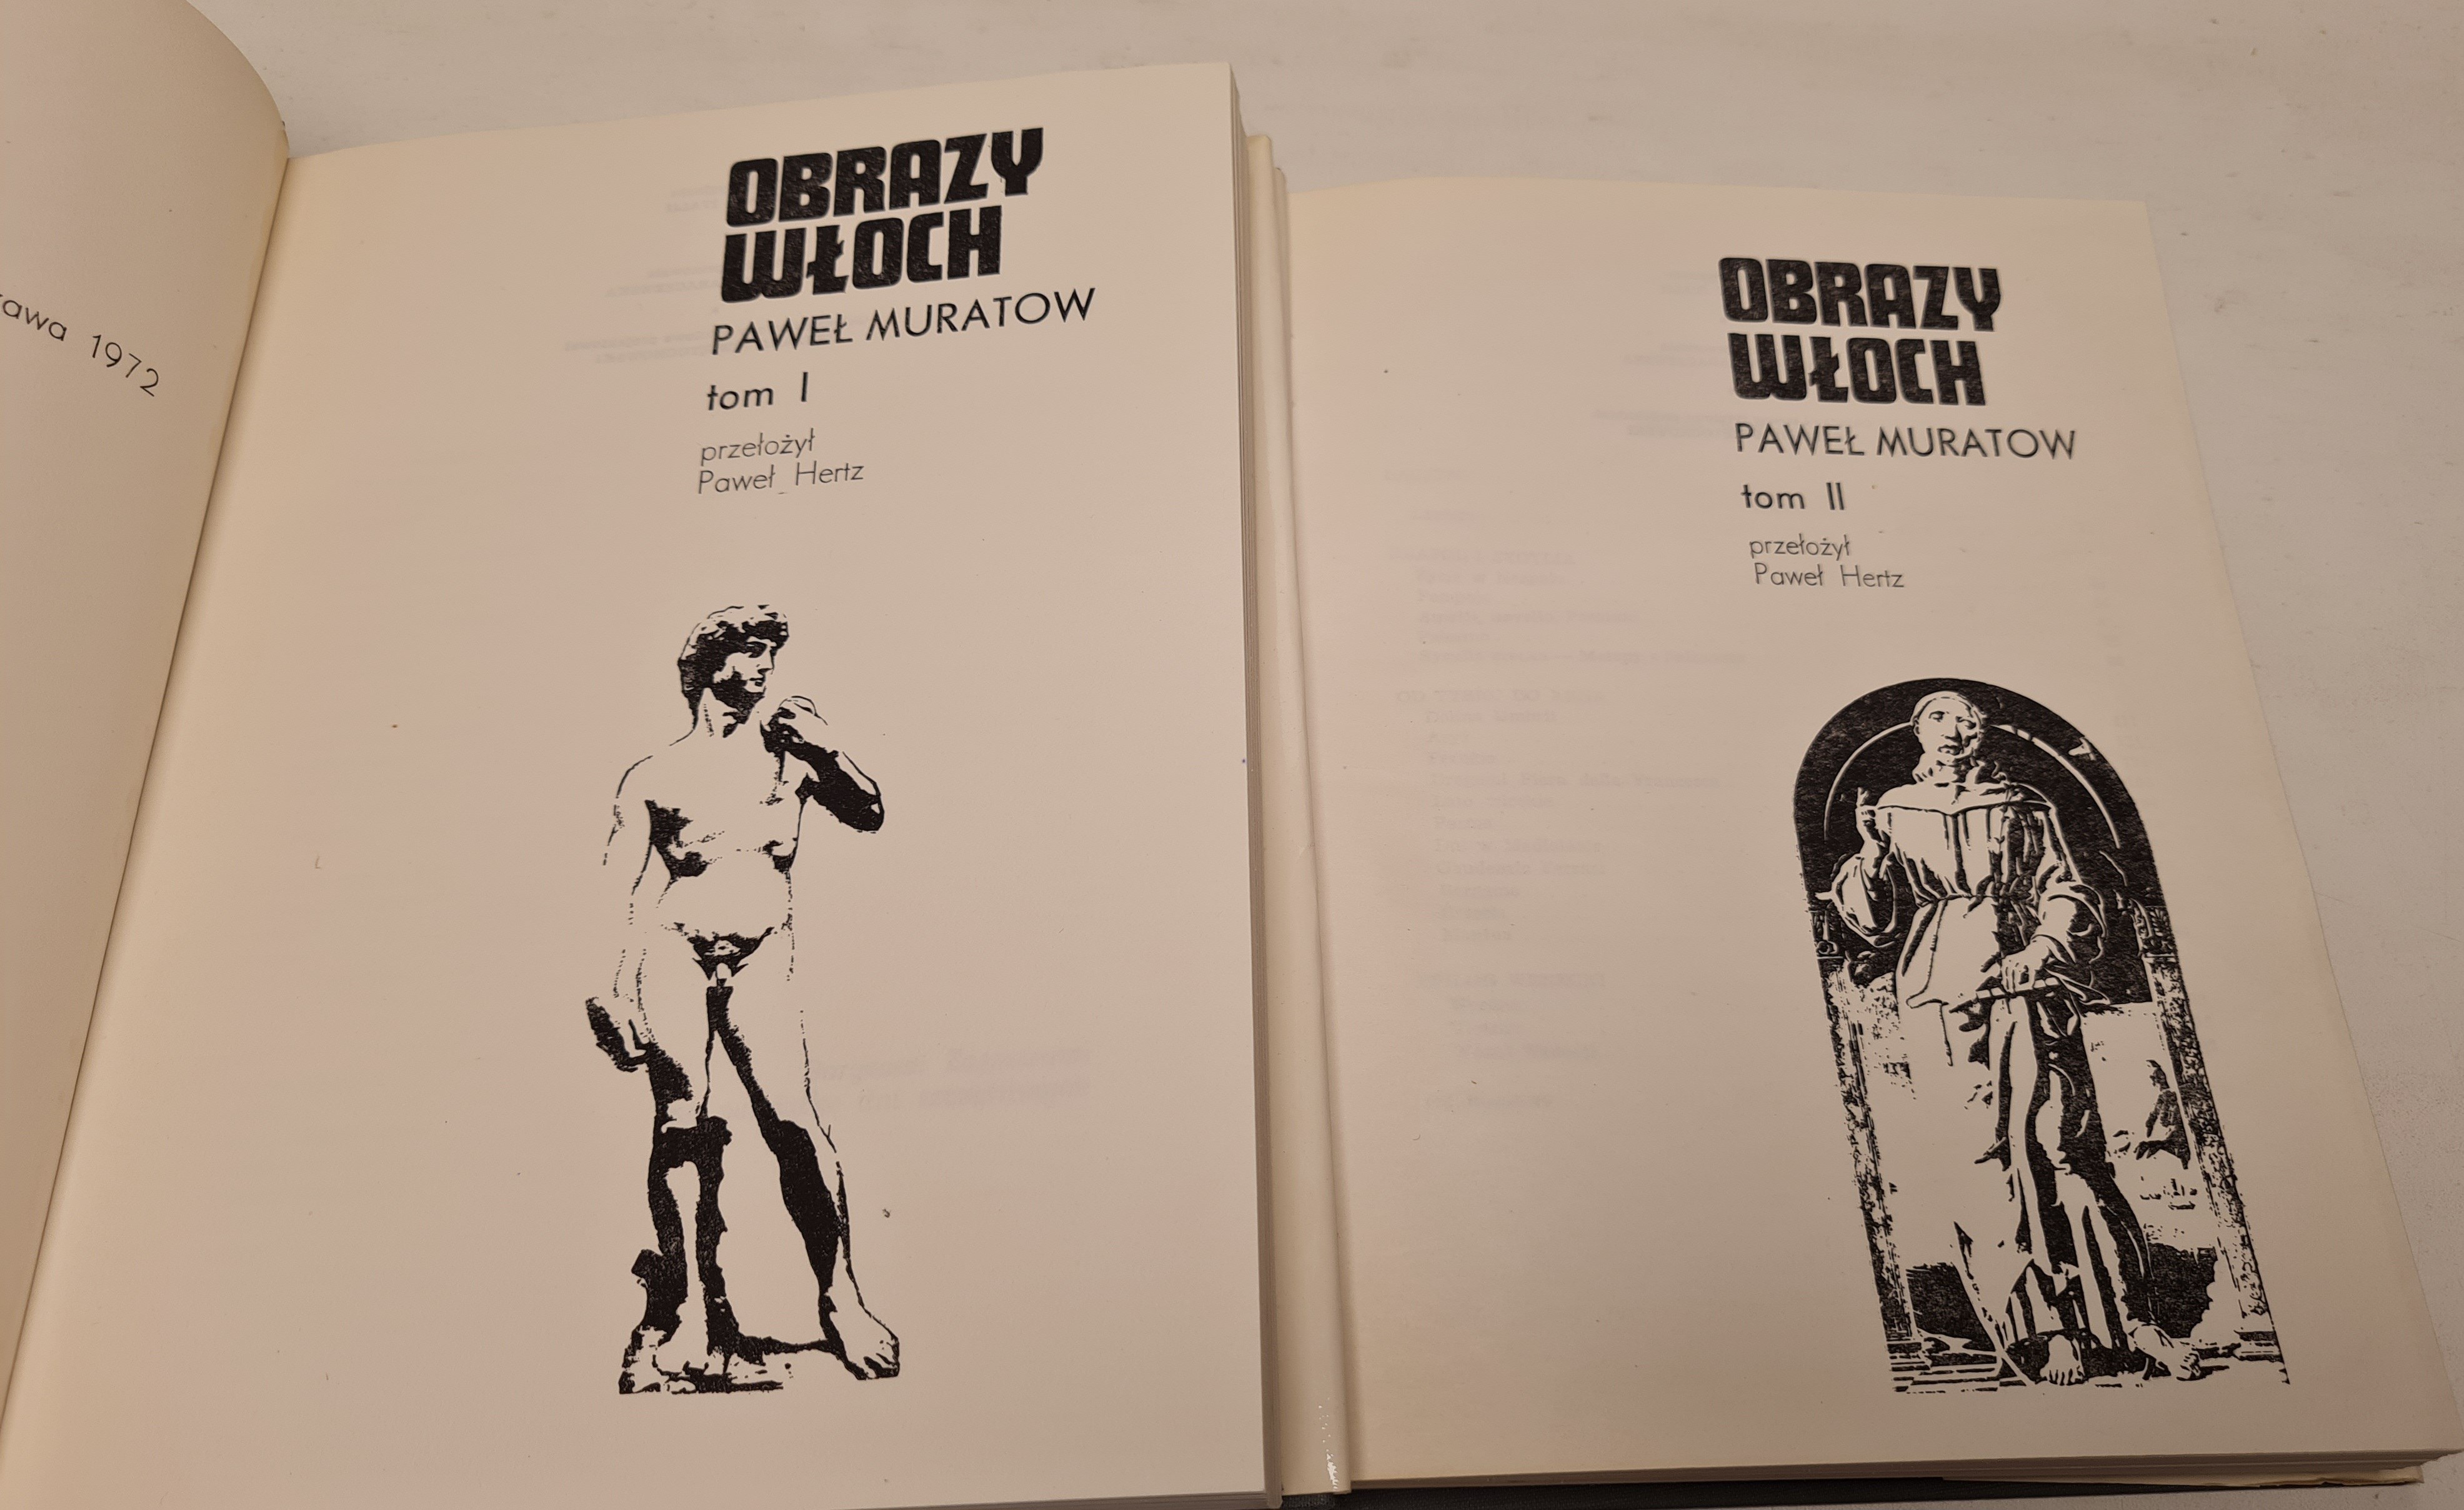 awa 1972
OBRAZY
WŁOCH
PAWEŁ MURATOW
tom I
przełożył
Paweł Hertz
OBRAZY
WŁOCH
PAWEŁ MURATOW
tom II
przełożył
Paweł Hertz